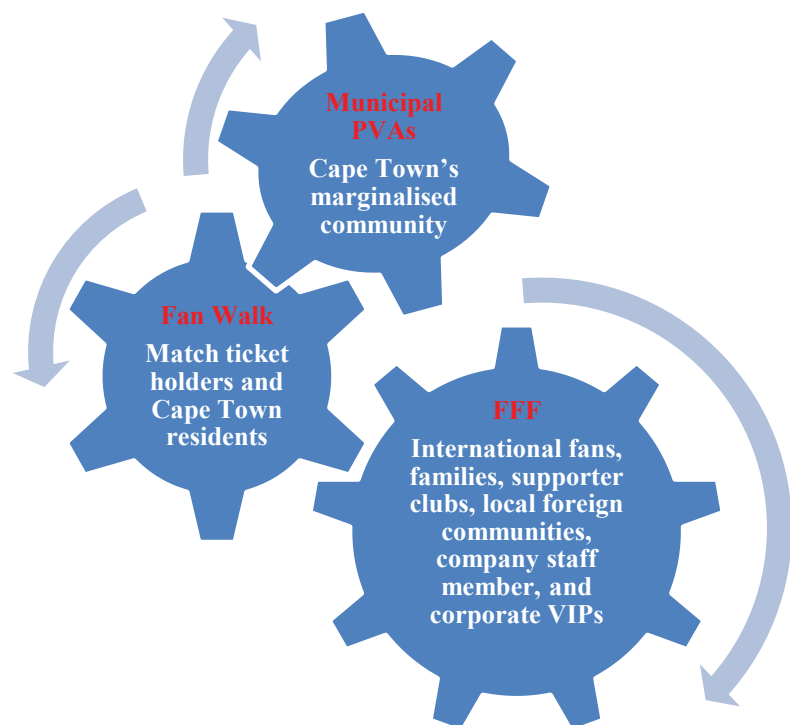 Municipal
PVAs
Cape Town’s
marginalised
community
Fan Walk
Match ticket
holders and
Cape Town
residents
FFF
International fans,
families, supporter
clubs, local foreign
communities,
company staff
member, and
corporate VIPs